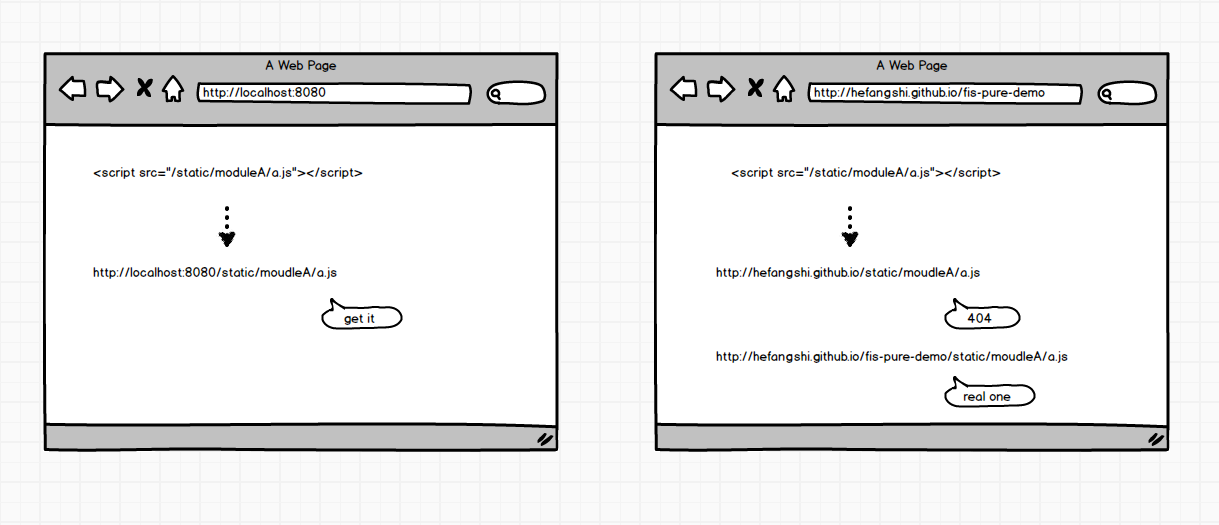 A Web Page
http://localhost:8080
<script src="/static/moduleA/a.js"></script>
http://localhost:8080/static/moudleA/a.js
get it
A Web Page
http://hefangshi.github.io/fis-pure-demo
<script src="/static/moduleA/a.js"></script>
http://hefangshi.github.io/static/moudleA/a.js
404
http://hefangshi.github.io/fis-pure-demo/static/moudleA/a.js
real one